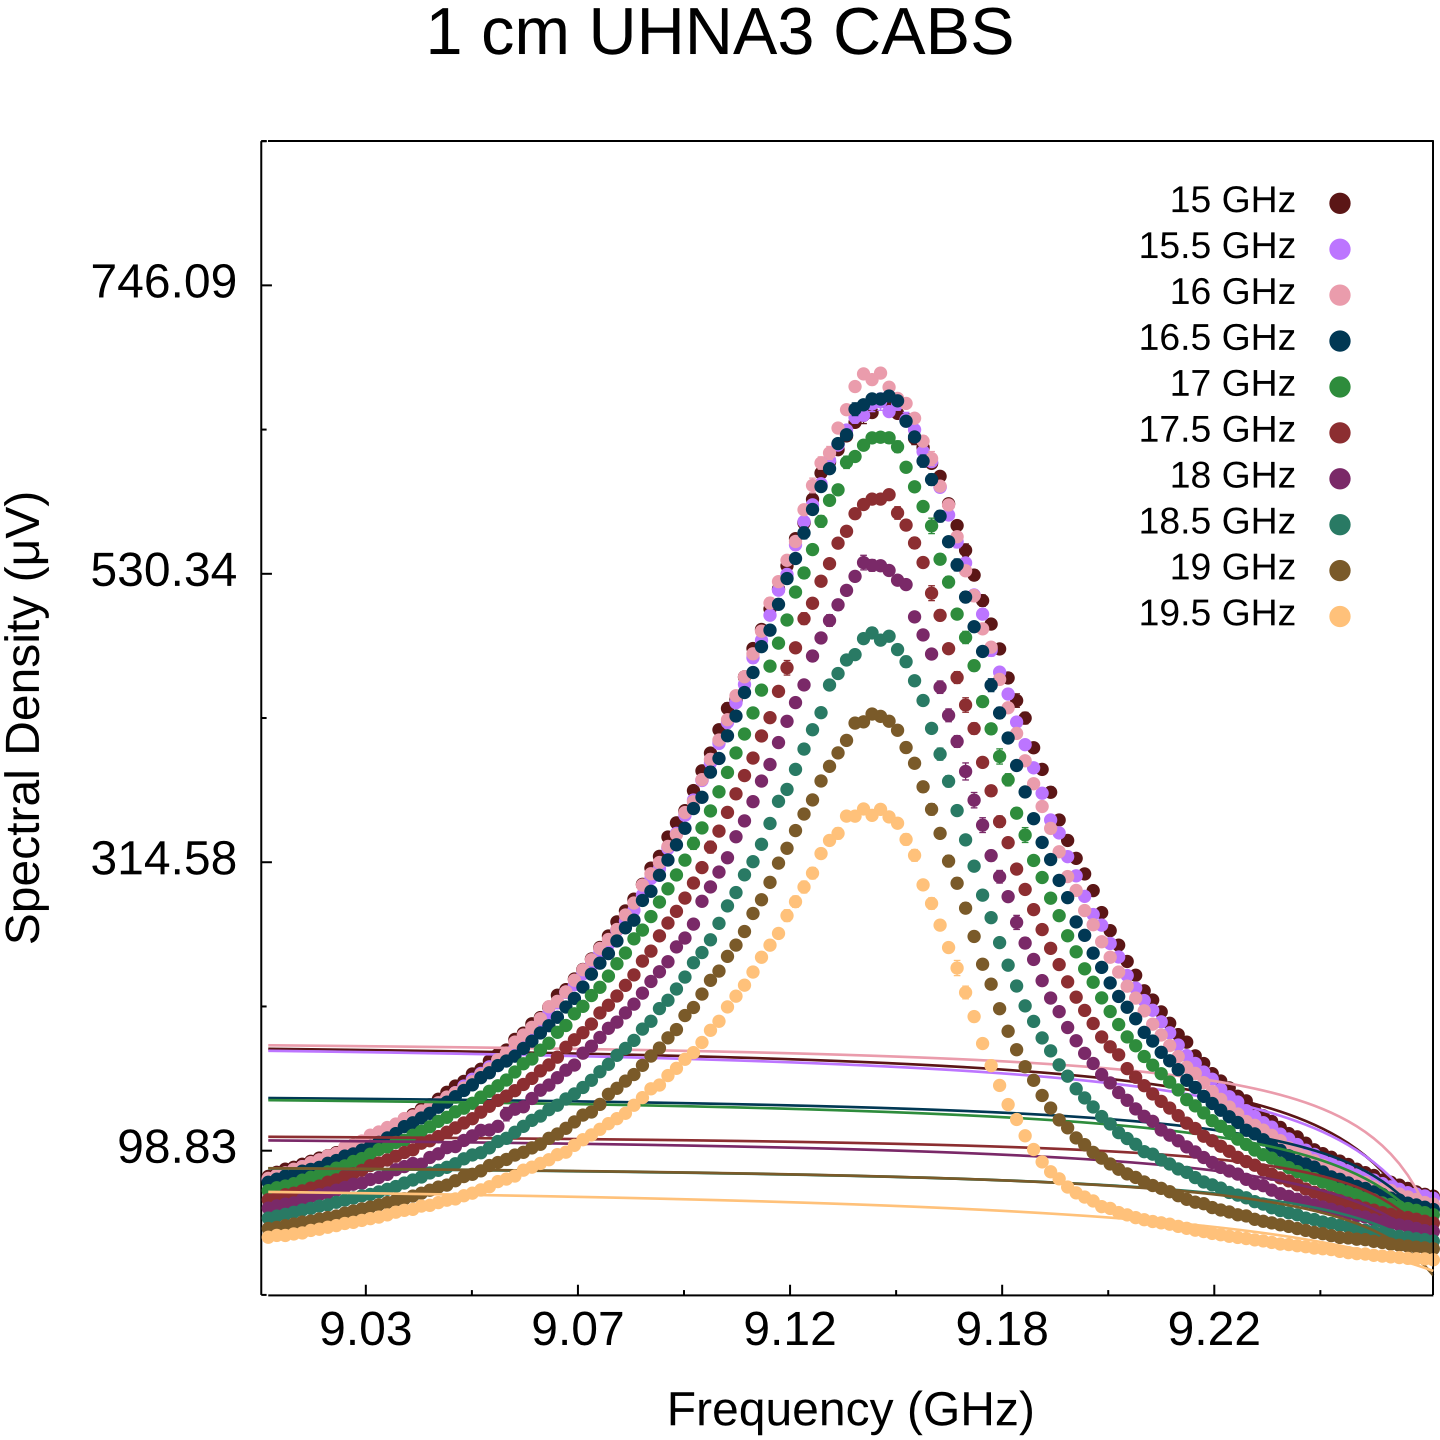 1 cm UHNA3 CABS
15 GHz
15.5 GHz
16 GHz
16.5 GHz
17 GHz
17.5 GHz
18 GHz
18.5 GHz
19 GHz
19.5 GHz
746.09
530.34
314.58
98.83
Spectral Density (μV)
9.03 9.07 9.12 9.18 9.22
Frequency (GHz)